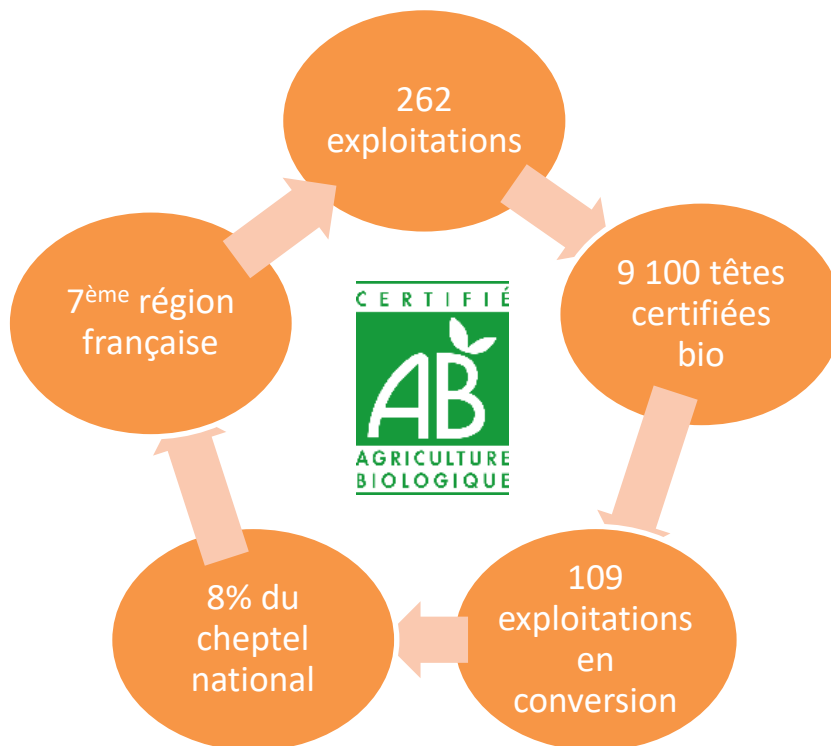 262
exploitations
9 100 têtes
certifiées
bio
109
exploitations
en
conversion
8% du
cheptel
national
7ème région
française
CERTIFIÉ
AB
AGRICULTURE
BIOLOGIQUE